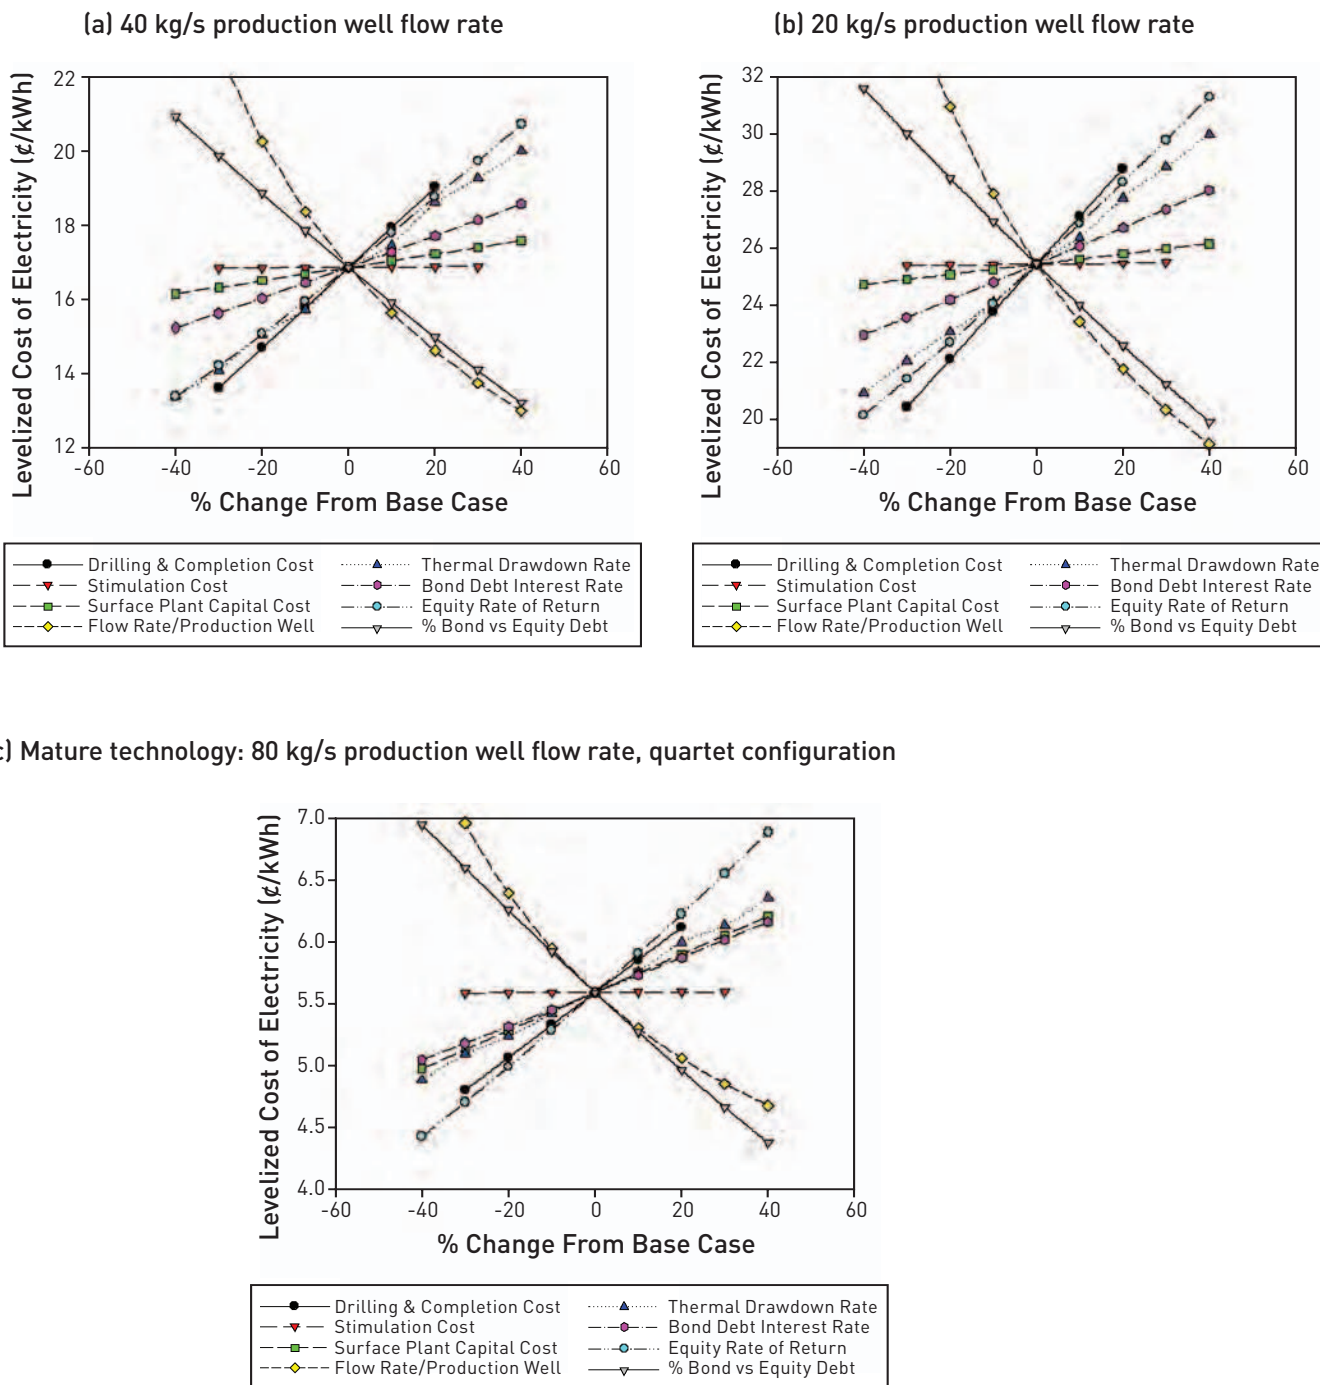 (a) 40 kg/s production well flow rate
(b) 20 kg/s production well flow rate
Levelized Cost of Electricity (¢/kWh)
22
20
18
16
14
12
-60
-40
-20
0
20
40
60
% Change From Base Case
Levelized Cost of Electricity (¢/kWh)
32
30
28
26
24
22
20
-60
-40
-20
0
20
40
60
% Change From Base Case
Drilling & Completion Cost
Stimulation Cost
Surface Plant Capital Cost
Flow Rate/Production Well
Thermal Drawdown Rate
Bond Debt Interest Rate
Equity Rate of Return
% Bond vs Equity Debt
Drilling & Completion Cost
Stimulation Cost
Surface Plant Capital Cost
Flow Rate/Production Well
Thermal Drawdown Rate
Bond Debt Interest Rate
Equity Rate of Return
% Bond vs Equity Debt
c) Mature technology: 80 kg/s production well flow rate, quartet configuration
Levelized Cost of Electricity (¢/kWh)
7.0
6.5
6.0
5.5
5.0
4.5
4.0
-60
-40
-20
0
20
40
60
% Change From Base Case
Drilling & Completion Cost
Stimulation Cost
Surface Plant Capital Cost
Flow Rate/Production Well
Thermal Drawdown Rate
Bond Debt Interest Rate
Equity Rate of Return
% Bond vs Equity Debt